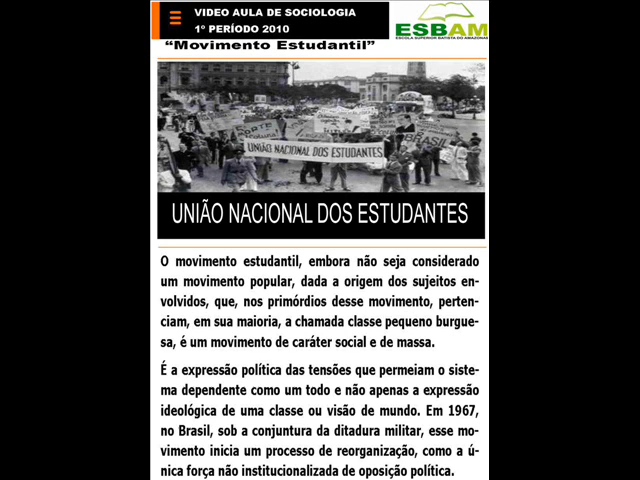 VIDEO AULA DE SOCIOLOGIA
1º PERÍODO 2010
ESBAM
ESCOLA SUPERIOR BATISTA DO AMAZONAS
“Movimento Estudantil”
UNIÃO NACIONAL DOS ESTUDANTES
BRASIL
UNIÃO NACIONAL DOS ESTUDANTES
O movimento estudantil, embora não seja considerado
um movimento popular, dada a origem dos sujeitos en-
volvidos, que, nos primórdios desse movimento, perten-
ciam, em sua maioria, a chamada classe pequeno burgue-
sa, é um movimento de caráter social e de massa.
É a expressão política das tensões que permeiam o siste-
ma dependente como um todo e não apenas a expressão
ideológica de uma classe ou visão de mundo. Em 1967,
no Brasil, sob a conjuntura da ditadura militar, esse mo-
vimento inicia um processo de reorganização, como a ú-
nica força não institucionalizada de oposição política.